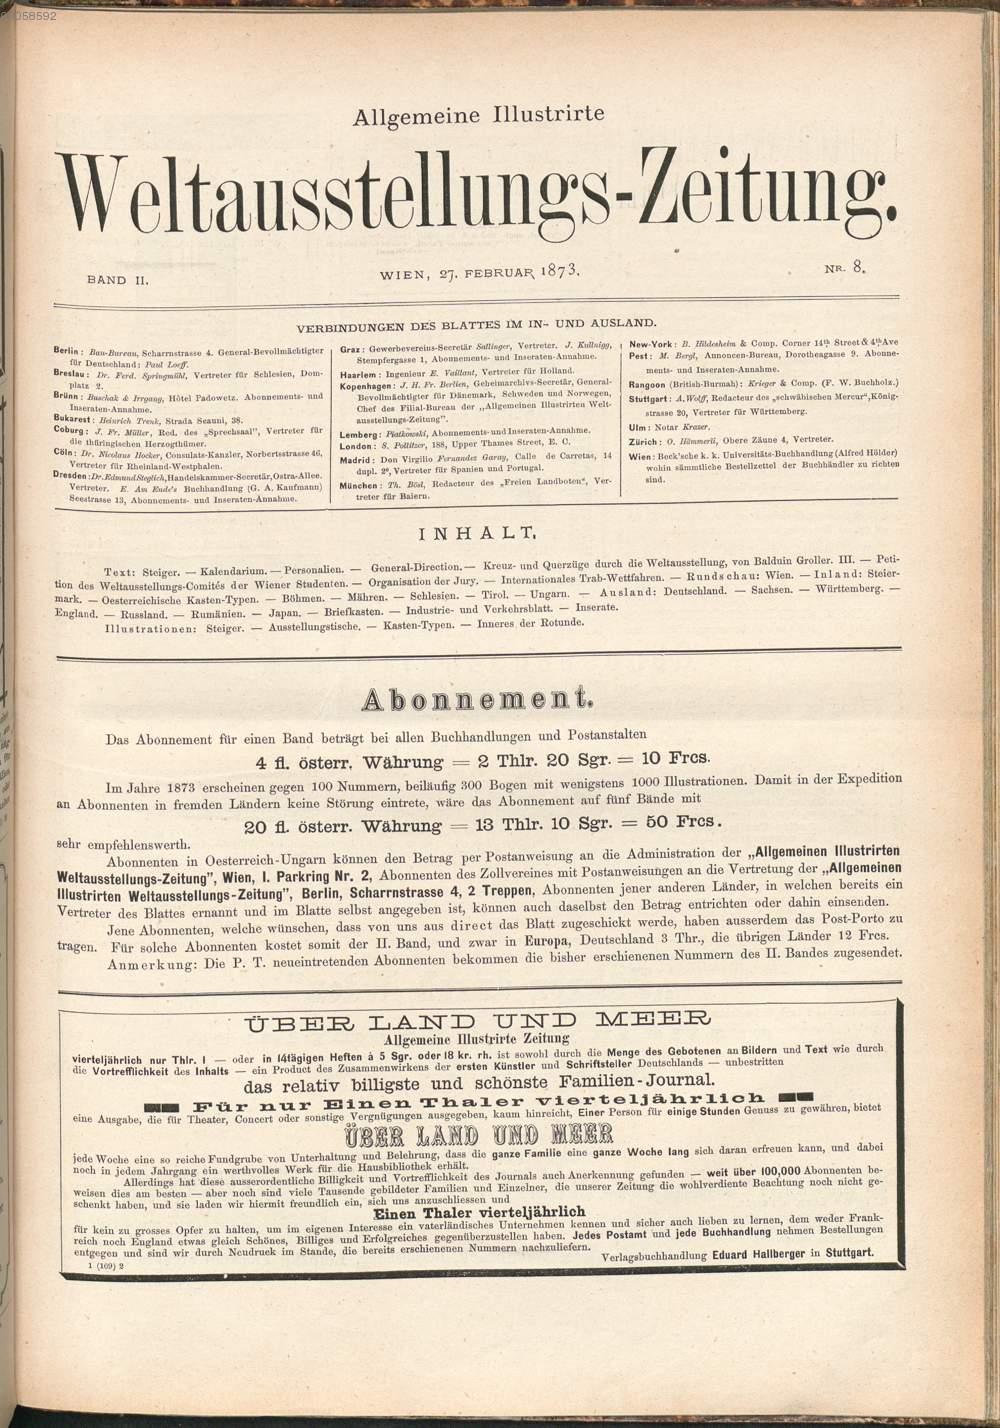 058592
Allgemeine Illustrirte
Weltausstellungs-Zeitung.
BAND II.
WIEN, 27. FEBRUAR 1873.
NR. 8.
VERBINDUNGEN DES BLATTES IM IN- UND AUSLAND.
Berlin: Bau-Bureau, Scharrnstrasse 4. General-Bevollmächtigter
für Deutschland: Paul Loeff.
Breslau: Dr. Ferd. Springmühl, Vertreter für Schlesien, Dom-
platz 2.
Brünn: Buschak & Irrgang, Hôtel Padowetz. Abonnements- und
Inseraten-Annahme.
Bukarest: Heinrich Trenk, Strada Seauni, 38.
Coburg: J. Fr. Müller, Red. des „Sprechsaal", Vertreter für
die thüringischen Herzogthümer.
Cöln: Dr. Nicolaus Hocker, Consulats-Kanzler, Norbertsstrasse 46,
Vertreter für Rheinland-Westphalen.
Dresden: Dr. Edmund Steglich, Handelskammer-Secretär, Ostra-Allee.
Vertreter. E. Am Ende's Buchhandlung (G. A. Kaufmann)
Seestrasse 13, Abonnements- und Inseraten-Annahme.
Graz: Gewerbevereins-Secretär Sallinger, Vertreter. J. Kullnigg,
Stempfergasse 1, Abonnements- und Inseraten-Annahme.
Haarlem: Ingenieur E. Vaillant, Vertreter für Holland.
Kopenhagen: J. H. Fr. Berlien, Geheimarchivs-Secretär, General-
Bevollmächtigter für Dänemark, Schweden und Norwegen,
Chef des Filial-Bureau der „Allgemeinen Illustrirten Welt-
ausstellungs-Zeitung".
Lemberg: Piatkowski, Abonnements- und Inseraten-Annahme.
London: S. Pollitzer, 188, Upper Thames Street, E. C.
Madrid: Don Virgilio Fernandez Garay, Calle de Carretas, 14
dupl. 2º, Vertreter für Spanien und Portugal.
München: Th. Bösl, Redacteur des „Freien Landboten", Ver-
treter für Baiern.
New-York: B. Hildesheim & Comp. Corner 14th Street & 4th Ave
Pest: M. Bergl, Annoncen-Bureau, Dorotheagasse 9. Abonne-
ments- und Inseraten-Annahme.
Rangoon (British-Burmah): Krieger & Comp. (F. W. Buchholz.)
Stuttgart: A. Wolff, Redacteur des „schwäbischen Mercur", König-
strasse 20, Vertreter für Württemberg.
Ulm: Notar Kraser.
Zürich: O. Hämmerli, Obere Zäune 4, Vertreter.
Wien: Beck'sche k. k. Universitäts-Buchhandlung (Alfred Hölder)
wohin sämmtliche Bestellzettel der Buchhändler zu richten
sind.
INHALT.
Text: Steiger. — Kalendarium. — Personalien. — General-Direction. — Kreuz- und Querzüge durch die Weltausstellung, von Balduin Groller. III. — Peti-
tion des Weltausstellungs-Comités der Wiener Studenten. — Organisation der Jury. — Internationales Trab-Wettfahren. — Rundschau: Wien. — Inland: Steier-
mark. — Oesterreichische Kasten-Typen. — Böhmen. — Mähren. — Schlesien. — Tirol. — Ungarn. — Ausland: Deutschland. — Sachsen. — Württemberg. —
England. — Russland. — Rumänien. — Japan. — Briefkasten. — Industrie- und Verkehrsblatt. — Inserate.
Illustrationen: Steiger. — Ausstellungstische. — Kasten-Typen. — Inneres der Rotunde.
Abonnement.
Das Abonnement für einen Band beträgt bei allen Buchhandlungen und Postanstalten
4 fl. österr. Währung = 2 Thlr. 20 Sgr. = 10 Frcs.
Im Jahre 1873 erscheinen gegen 100 Nummern, beiläufig 300 Bogen mit wenigstens 1000 Illustrationen. Damit in der Expedition
an Abonnenten in fremden Ländern keine Störung eintrete, wäre das Abonnement auf fünf Bände mit
20 fl. österr. Währung = 13 Thlr. 10 Sgr. = 50 Frcs.
sehr empfehlenswerth.
Abonnenten in Oesterreich-Ungarn können den Betrag per Postanweisung an die Administration der „Allgemeinen Illustrirten
Weltausstellungs-Zeitung", Wien, I. Parkring Nr. 2, Abonnenten des Zollvereines mit Postanweisungen an die Vertretung der „Allgemeinen
Illustrirten Weltausstellungs-Zeitung", Berlin, Scharrnstrasse 4, 2 Treppen, Abonnenten jener anderen Länder, in welchen bereits ein
Vertreter des Blattes ernannt und im Blatte selbst angegeben ist, können auch daselbst den Betrag entrichten oder dahin einsenden.
Jene Abonnenten, welche wünschen, dass von uns aus direct das Blatt zugeschickt werde, haben ausserdem das Post-Porto zu
tragen. Für solche Abonnenten kostet somit der II. Band, und zwar in Europa, Deutschland 3 Thr., die übrigen Länder 12 Frcs.
Anmerkung: Die P. T. neueintretenden Abonnenten bekommen die bisher erschienenen Nummern des II. Bandes zugesendet.
ÜBER LAND UND MEER
Allgemeine Illustrirte Zeitung
vierteljährlich nur Thlr. 1 — oder in 14tägigen Heften à 5 Sgr. oder 18 kr. rh. ist sowohl durch die Menge des Gebotenen an Bildern und Text wie durch
die Vortrefflichkeit des Inhalts — ein Product des Zusammenwirkens der ersten Künstler und Schriftsteller Deutschlands — unbestritten
das relativ billigste und schönste Familien-Journal.
Für nur Einen Thaler vierteljährlich
eine Ausgabe, die für Theater, Concert oder sonstige Vergnügungen ausgegeben, kaum hinreicht, Einer Person für einige Stunden Genuss zu gewähren, bietet
ÜBER LAND UND MEER
jede Woche eine so reiche Fundgrube von Unterhaltung und Belehrung, dass die ganze Familie eine ganze Woche lang sich daran erfreuen kann, und dabei
noch in jedem Jahrgang ein werthvolles Werk für die Hausbibliothek erhält.
Allerdings hat diese ausserordentliche Billigkeit und Vortrefflichkeit des Journals auch Anerkennung gefunden — weit über 100,000 Abonnenten be-
weisen dies am besten — aber noch sind viele Tausende gebildeter Familien und Einzelner, die unserer Zeitung die wohlverdiente Beachtung noch nicht ge-
schenkt haben, und sie laden wir hiermit freundlich ein, sich uns anzuschliessen und
Einen Thaler vierteljährlich
für kein zu grosses Opfer zu halten, um im eigenen Interesse ein vaterländisches Unternehmen kennen und sicher auch lieben zu lernen, dem weder Frank-
reich noch England etwas gleich Schönes, Billiges und Erfolgreiches gegenüberzustellen haben. Jedes Postamt und jede Buchhandlung nehmen Bestellungen
entgegen und sind wir durch Neudruck im Stande, die bereits erschienenen Nummern nachzuliefern.
Verlagsbuchhandlung Eduard Hallberger in Stuttgart.
1 (109) 2